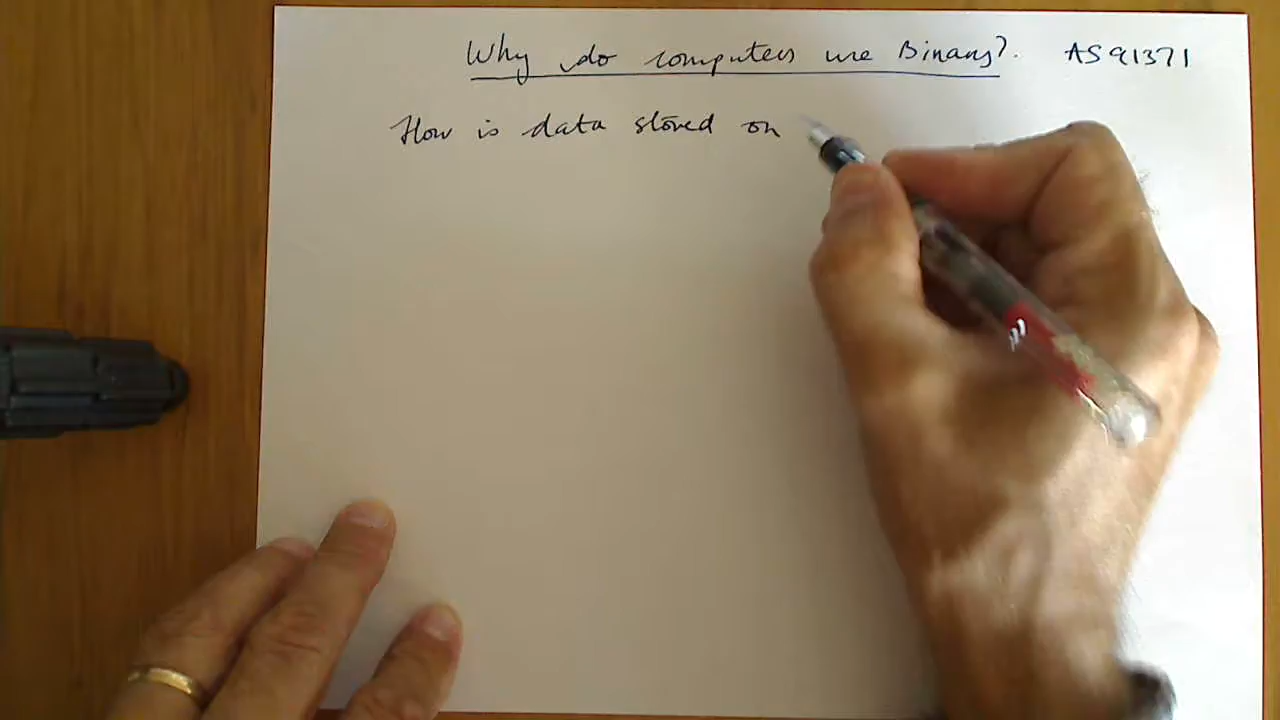 Why do computers use Binary?. AS91371
How is data stored on